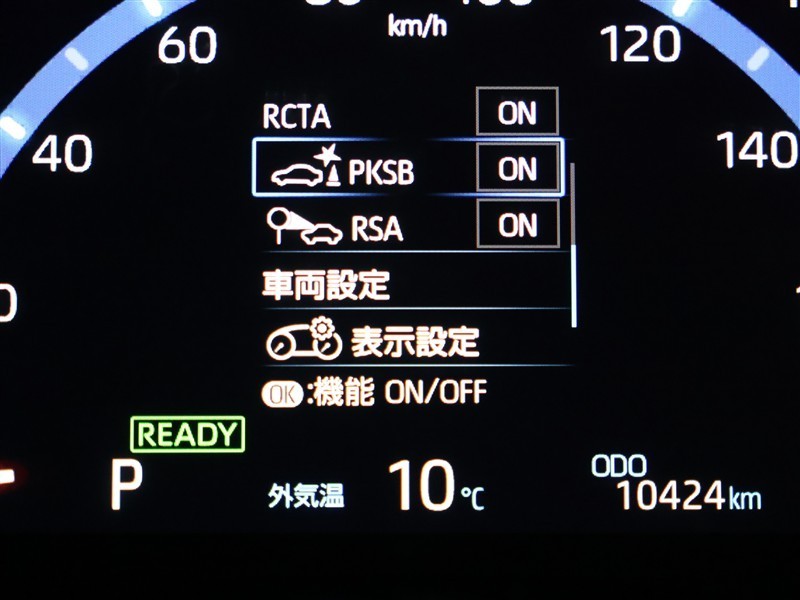 km/h
60
120
40
140
RCTA ON
PKSB ON
RSA ON
車両設定
表示設定
OK:機能 ON/OFF
READY
P
外気温 10℃
ODO
10424km